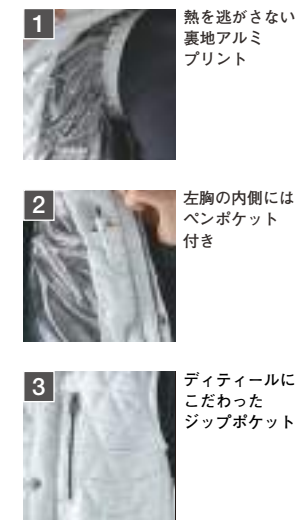 1
熱を逃がさない
裏地アルミ
プリント
2
左胸の内側には
ペンポケット
付き
3
ディティールに
こだわった
ジップポケット